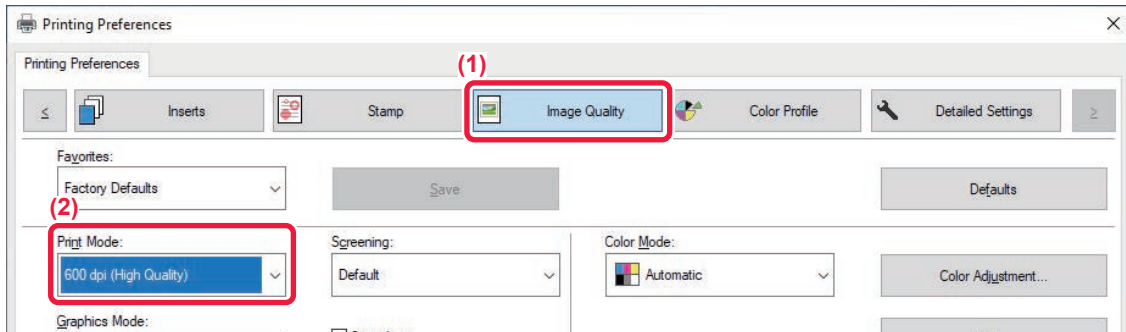 Printing Preferences
Printing Preferences
(1)
Inserts
Stamp
Image Quality
Color Profile
Detailed Settings
Favorites:
Factory Defaults
Save
Defaults
(2)
Print Mode:
Screening:
Color Mode:
600 dpi (High Quality)
Default
Automatic
Color Adjustment...
Graphics Mode: